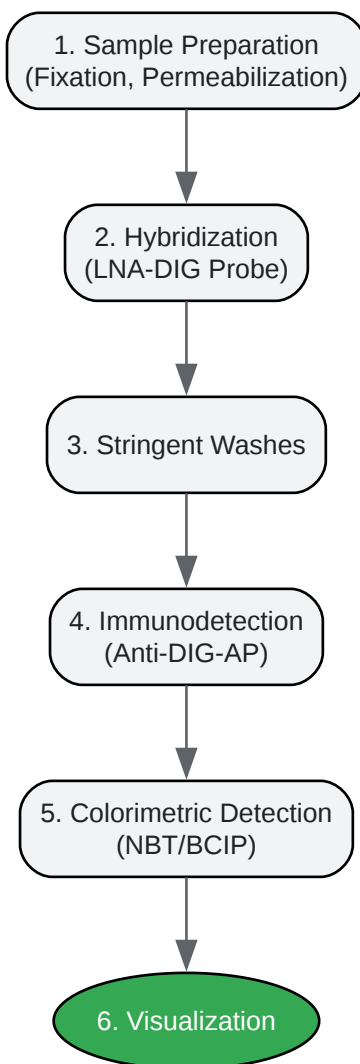 1. Sample Preparation
(Fixation, Permeabilization)
2. Hybridization
(LNA-DIG Probe)
3. Stringent Washes
4. Immunodetection
(Anti-DIG-AP)
5. Colorimetric Detection
(NBT/BCIP)
6. Visualization